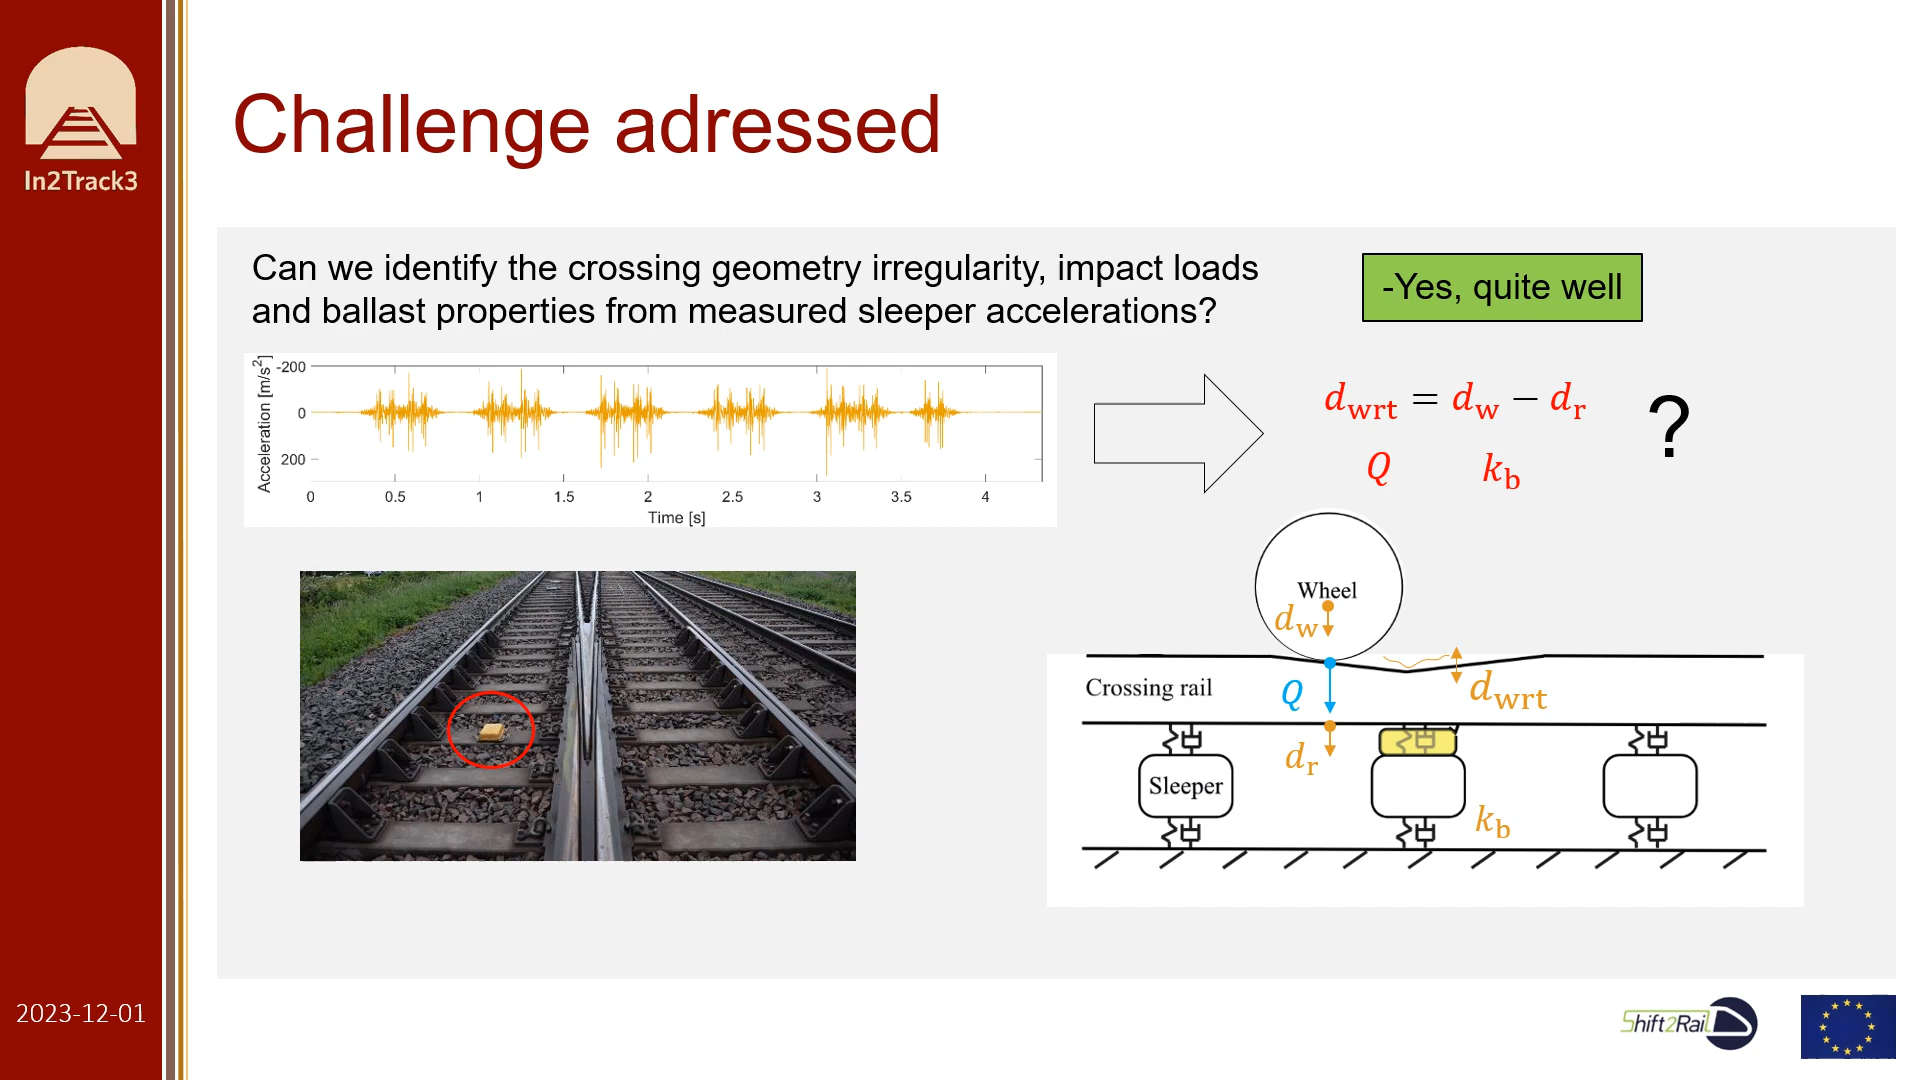 In2Track3
Challenge adressed
Can we identify the crossing geometry irregularity, impact loads
and ballast properties from measured sleeper accelerations?
-Yes, quite well
Acceleration [m/s²]
-200
0
200
0 0.5 1 1.5 2 2.5 3 3.5 4
Time [s]
d_wrt = d_w − d_r
Q k_b
?
Wheel
d_w
Crossing rail
Q
d_wrt
d_r
Sleeper
k_b
2023-12-01
Shift2Rail